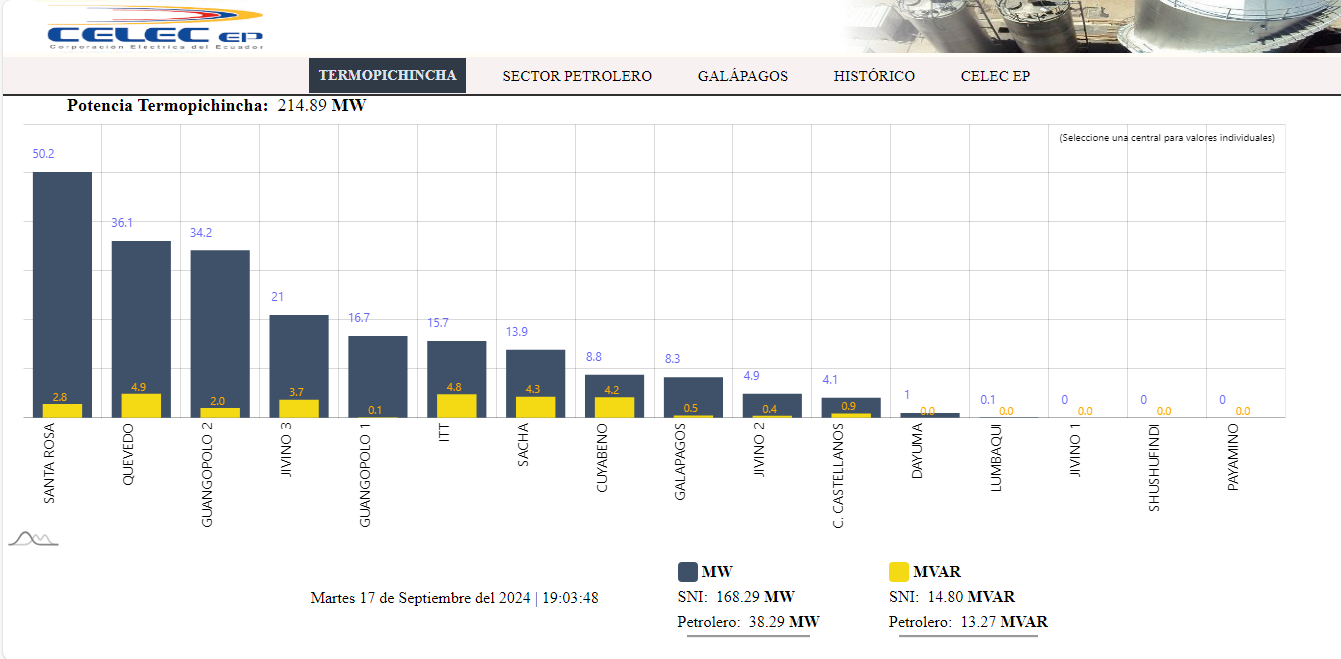 CELEC EP
Corporación Eléctrica del Ecuador
TERMOPICHINCHA SECTOR PETROLERO GALÁPAGOS HISTÓRICO CELEC EP
Potencia Termopichincha: 214.89 MW
(Seleccione una central para valores individuales)
50.2
36.1
34.2
21
16.7
15.7
13.9
8.8
8.3
4.9
4.1
1
0.1
0
0
0
2.8
4.9
2.0
3.7
0.1
4.8
4.3
4.2
0.5
0.4
0.9
0.0
0.0
0.0
0.0
0.0
SANTA ROSA
QUEVEDO
GUANGOPOLO 2
JIVINO 3
GUANGOPOLO 1
ITT
SACHA
CUYABENO
GALAPAGOS
JIVINO 2
C. CASTELLANOS
DAYUMA
LUMBAQUI
JIVINO 1
SHUSHUFINDI
PAYAMINO
Martes 17 de Septiembre del 2024 | 19:03:48
MW
SNI: 168.29 MW
Petrolero: 38.29 MW
MVAR
SNI: 14.80 MVAR
Petrolero: 13.27 MVAR